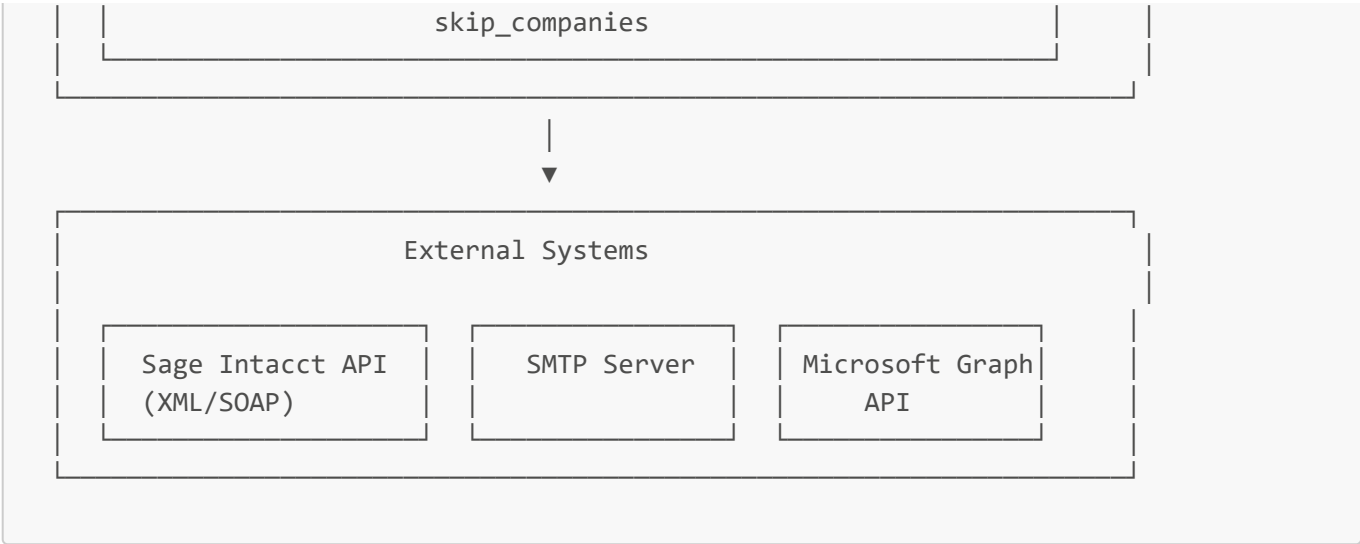 skip_companies
External Systems
Sage Intacct API SMTP Server Microsoft Graph
(XML/SOAP) API